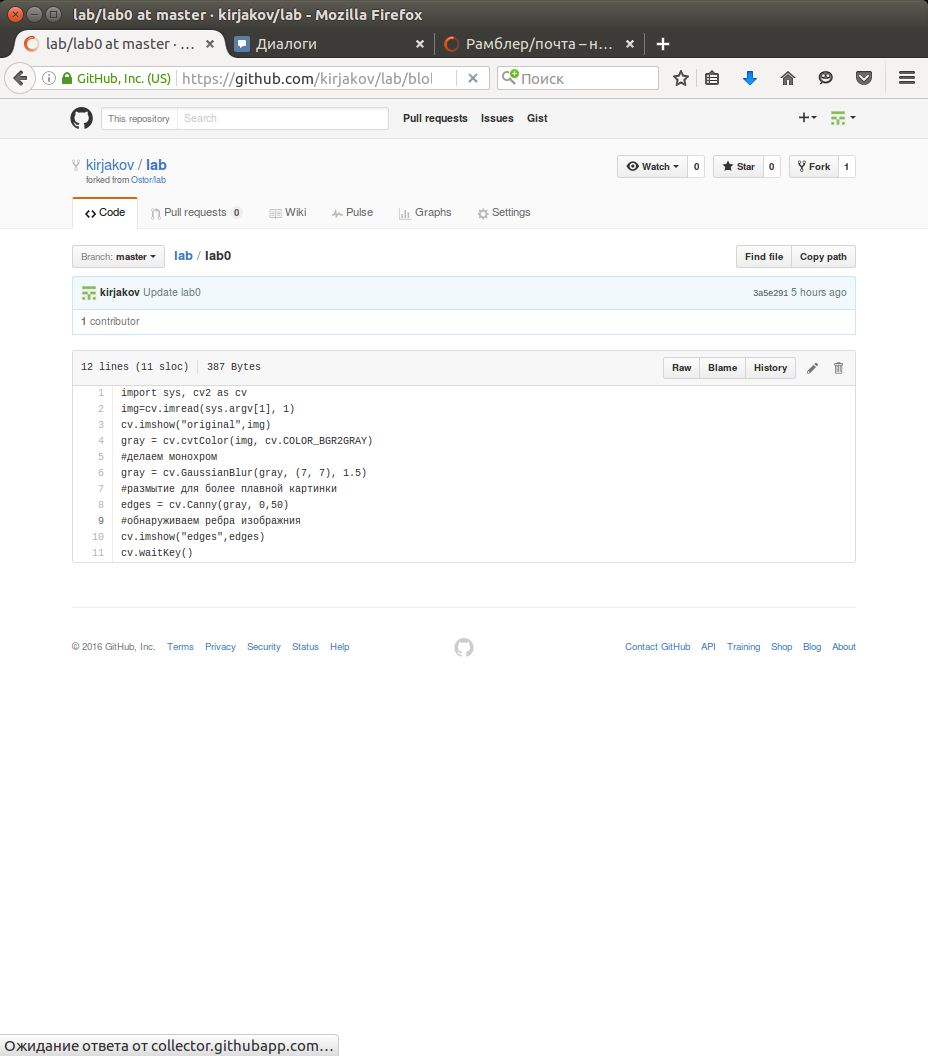 lab/lab0 at master · kirjakov/lab - Mozilla Firefox
lab/lab0 at master · ... Диалоги Рамблер/почта – н...
GitHub, Inc. (US) https://github.com/kirjakov/lab/blo Поиск
This repository Search Pull requests Issues Gist
kirjakov / lab Watch 0 Star 0 Fork 1
forked from Ostor/lab
Code Pull requests 0 Wiki Pulse Graphs Settings
Branch: master lab / lab0 Find file Copy path
kirjakov Update lab0 3a5e291 5 hours ago
1 contributor
12 lines (11 sloc) 387 Bytes Raw Blame History
1 import sys, cv2 as cv
2 img=cv.imread(sys.argv[1], 1)
3 cv.imshow("original",img)
4 gray = cv.cvtColor(img, cv.COLOR_BGR2GRAY)
5 #делаем монохром
6 gray = cv.GaussianBlur(gray, (7, 7), 1.5)
7 #размытие для более плавной картинки
8 edges = cv.Canny(gray, 0,50)
9 #обнаруживаем ребра изображния
10 cv.imshow("edges",edges)
11 cv.waitKey()
© 2016 GitHub, Inc. Terms Privacy Security Status Help Contact GitHub API Training Shop Blog About
Ожидание ответа от collector.githubapp.com...